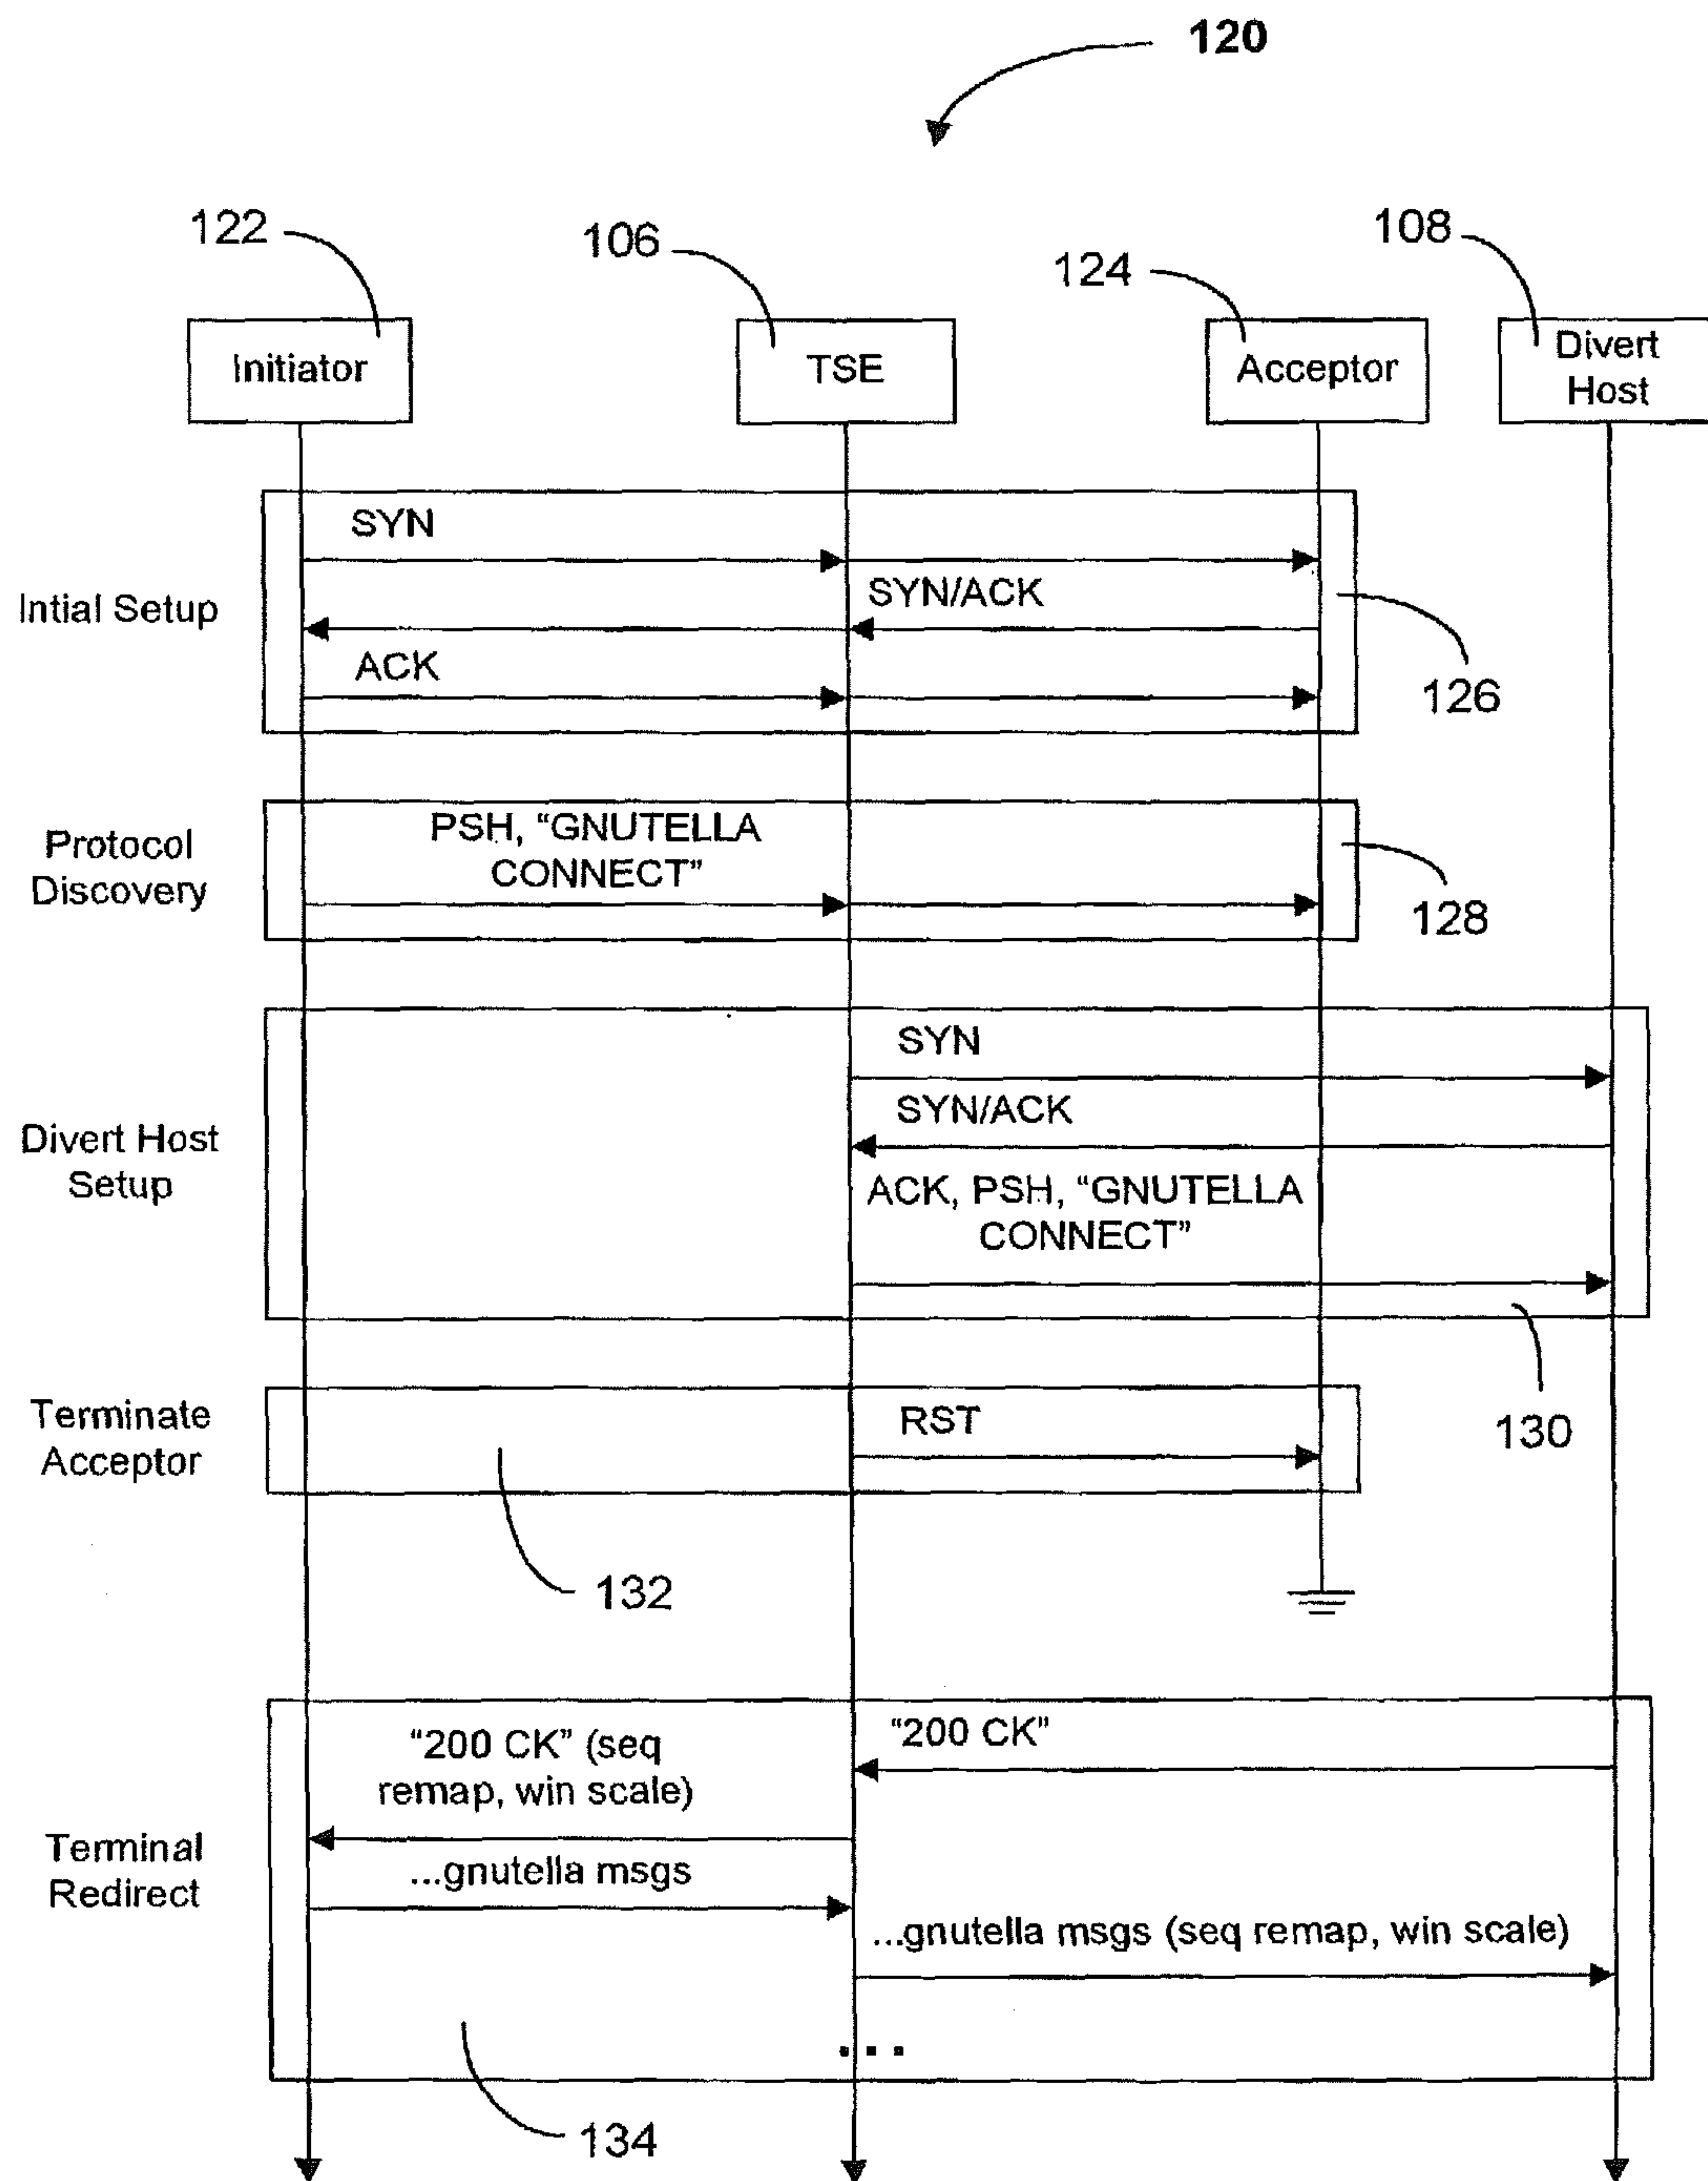 120
122
106
124
108
Initiator
TSE
Acceptor
Divert
Host
SYN
Intial Setup
SYN/ACK
ACK
126
Protocol
Discovery
PSH, “GNUTELLA
CONNECT”
128
SYN
Divert Host
Setup
SYN/ACK
ACK, PSH, “GNUTELLA
CONNECT”
130
Terminate
Acceptor
RST
132
“200 CK” (seq
remap, win scale)
“200 CK”
Terminal
Redirect
...gnutella msgs
...gnutella msgs (seq remap, win scale)
...
134